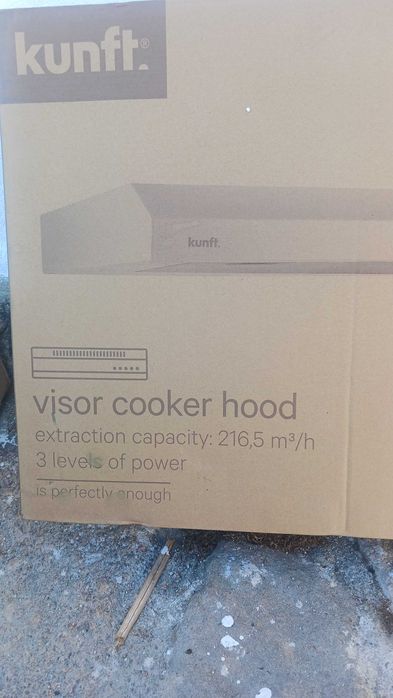 kunft.®
kunft.
visor cooker hood
extraction capacity: 216,5 m³/h
3 levels of power
is perfectly enough